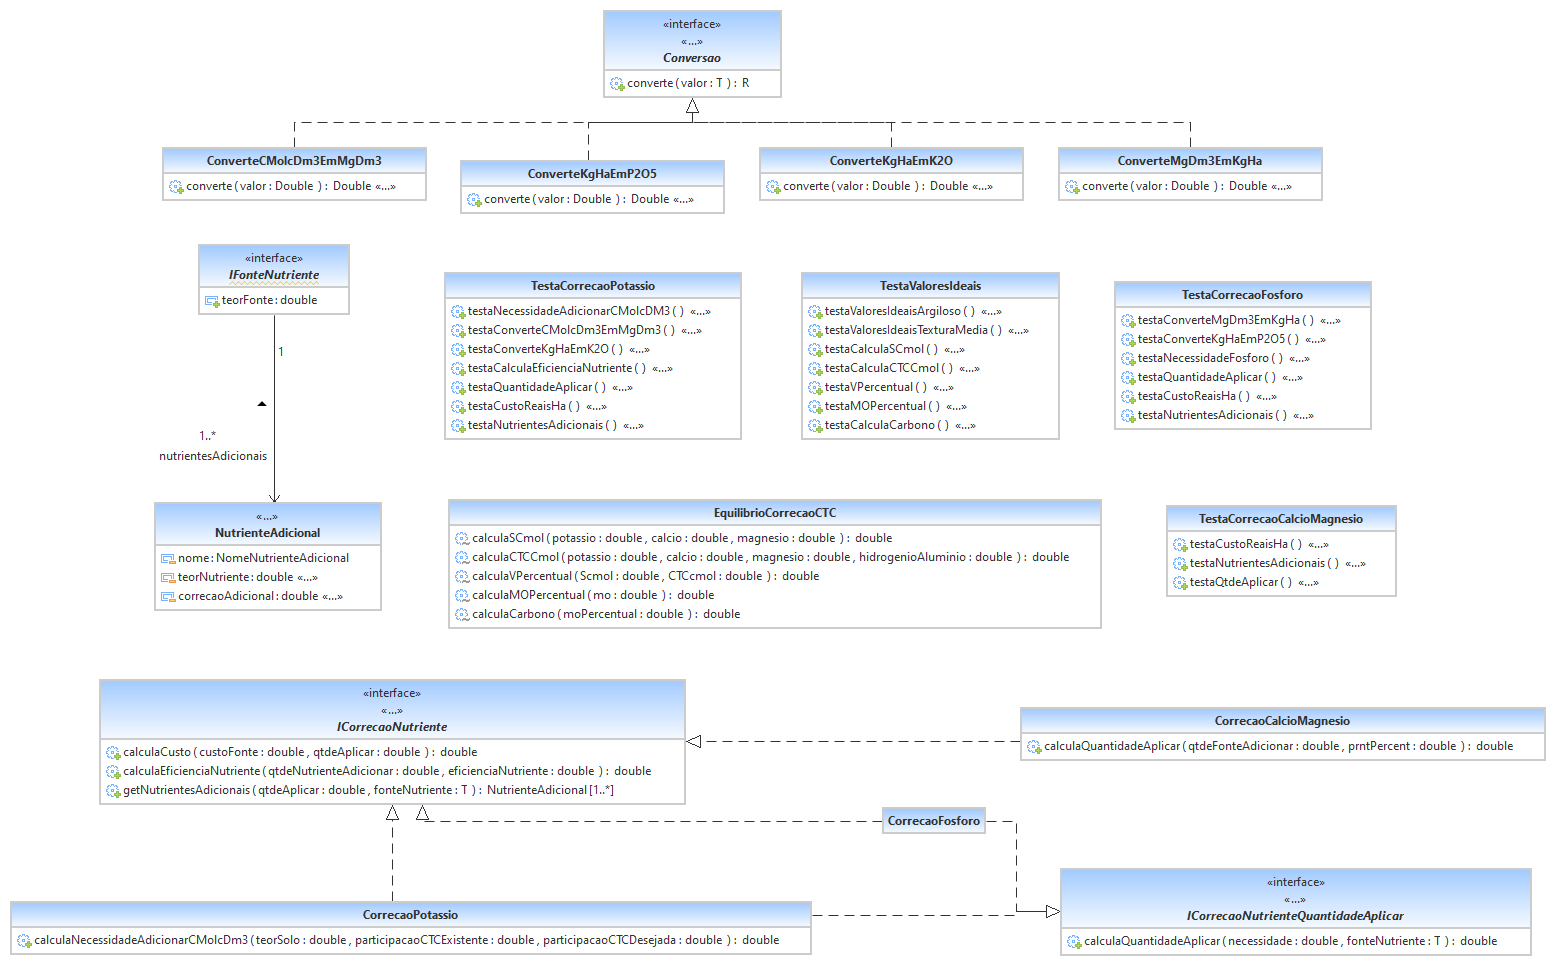 «interface»
«...»
Conversao
converte (valor : T ) : R
ConverteCMolcDm3EmMgDm3
converte (valor : Double ) : Double «...»
ConverteKgHaEmP2O5
converte (valor : Double ) : Double «...»
ConverteKgHaEmK2O
converte (valor : Double ) : Double «...»
ConverteMgDm3EmKgHa
converte (valor : Double ) : Double «...»
«interface»
IFonteNutriente
teorFonte : double
1
1..*
nutrientesAdicionais
«...»
NutrienteAdicional
nome : NomeNutrienteAdicional
teorNutriente : double «...»
correcaoAdicional : double «...»
TestaCorrecaoPotassio
testaNecessidadeAdicionarCMolcDM3 ( ) «...»
testaConverteCMolcDm3EmMgDm3 ( ) «...»
testaConverteKgHaEmK2O ( ) «...»
testaCalculaEficienciaNutriente ( ) «...»
testaQuantidadeAplicar ( ) «...»
testaCustoReaisHa ( ) «...»
testaNutrientesAdicionais ( ) «...»
TestaValoresIdeais
testaValoresIdeaisArgiloso ( ) «...»
testaValoresIdeaisTexturaMedia ( ) «...»
testaCalculaSCmol ( ) «...»
testaCalculaCTCCmol ( ) «...»
testaVPercentual ( ) «...»
testaMOPercentual ( ) «...»
testaCalculaCarbono ( ) «...»
TestaCorrecaoFosforo
testaConverteMgDm3EmKgHa ( ) «...»
testaConverteKgHaEmP2O5 ( ) «...»
testaNecessidadeFosforo ( ) «...»
testaQuantidadeAplicar ( ) «...»
testaCustoReaisHa ( ) «...»
testaNutrientesAdicionais ( ) «...»
EquilibrioCorrecaoCTC
calculaSCmol (potassio : double , calcio : double , magnesio : double ) : double
calculaCTCCmol (potassio : double , calcio : double , magnesio : double , hidrogenioAluminio : double ) : double
calculaVPercentual (Scmol : double , CTCcmol : double ) : double
calculaMOPercentual (mo : double ) : double
calculaCarbono (moPercentual : double ) : double
TestaCorrecaoCalcioMagnesio
testaCustoReaisHa ( ) «...»
testaNutrientesAdicionais ( ) «...»
testaQtdeAplicar ( ) «...»
«interface»
«...»
ICorrecaoNutriente
calculaCusto (custoFonte : double , qtdeAplicar : double ) : double
calculaEficienciaNutriente (qtdeNutrienteAdicionar : double , eficienciaNutriente : double ) : double
getNutrientesAdicionais (qtdeAplicar : double , fonteNutriente : T ) : NutrienteAdicional [1..*]
CorrecaoCalcioMagnesio
calculaQuantidadeAplicar (qtdeFonteAdicionar : double , prntPercent : double ) : double
CorrecaoFosforo
«interface»
«...»
ICorrecaoNutrienteQuantidadeAplicar
calculaQuantidadeAplicar (necessidade : double , fonteNutriente : T ) : double
CorrecaoPotassio
calculaNecessidadeAdicionarCMolcDm3 (teorSolo : double , participacaoCTCExistente : double , participacaoCTCDesejada : double ) : double